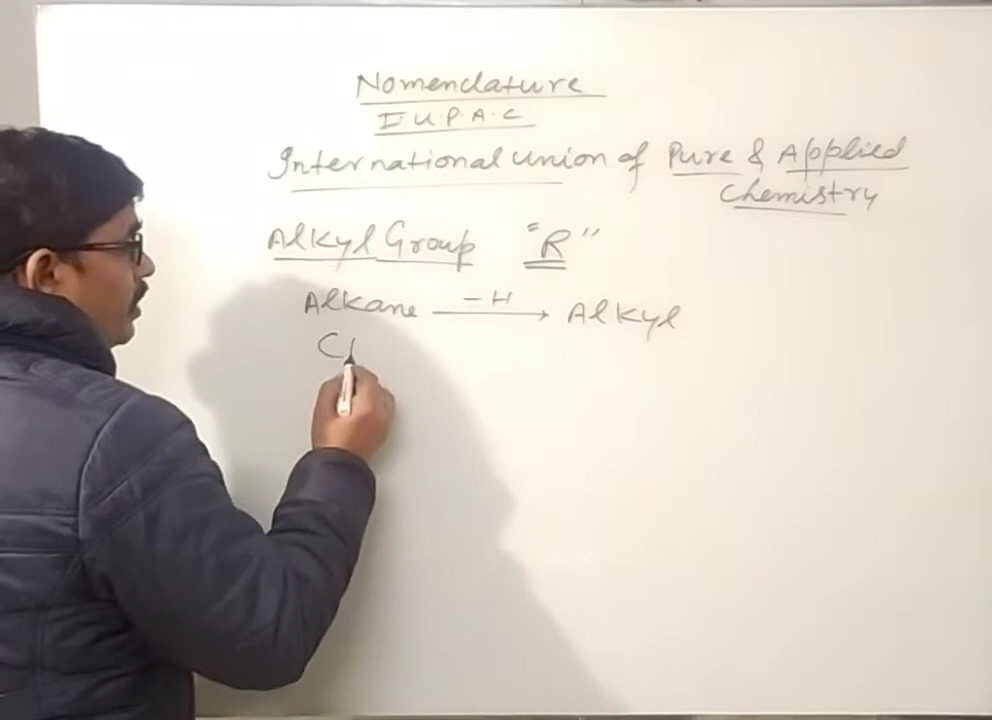 Nomenclature
I.U.P.A.C
International union of Pure & Applied
Chemistry
Alkyl Group "R"
Alkane -H → Alkyl
C